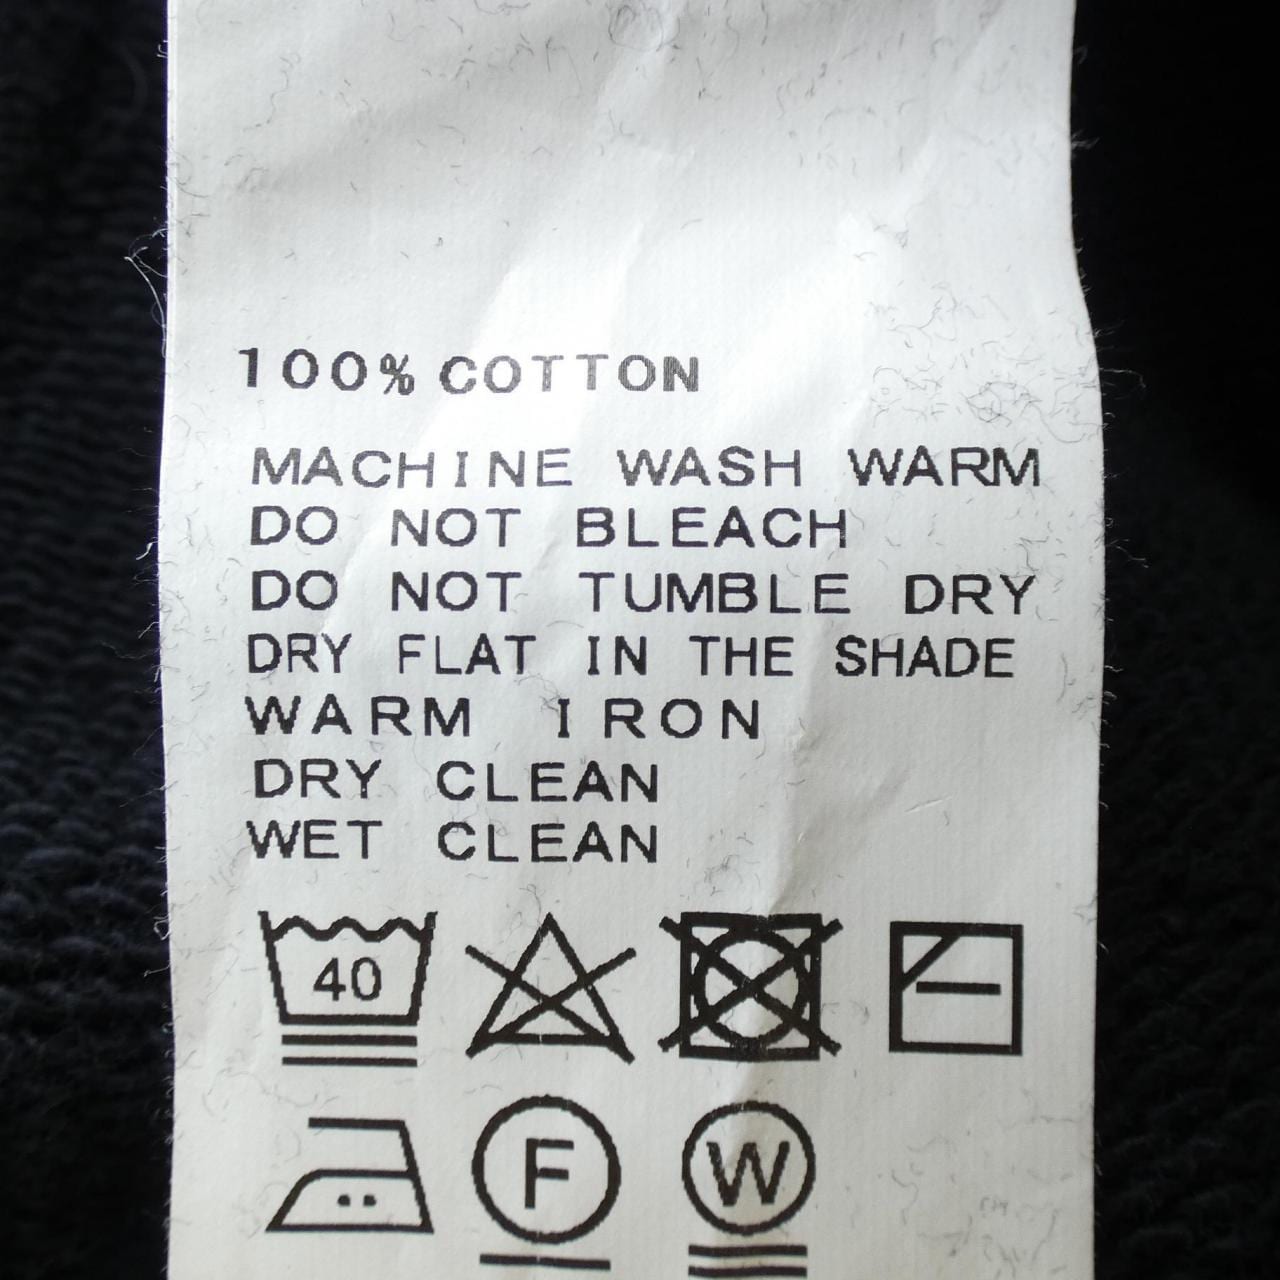 100% COTTON
MACHINE WASH WARM
DO NOT BLEACH
DO NOT TUMBLE DRY
DRY FLAT IN THE SHADE
WARM IRON
DRY CLEAN
WET CLEAN
40
F W